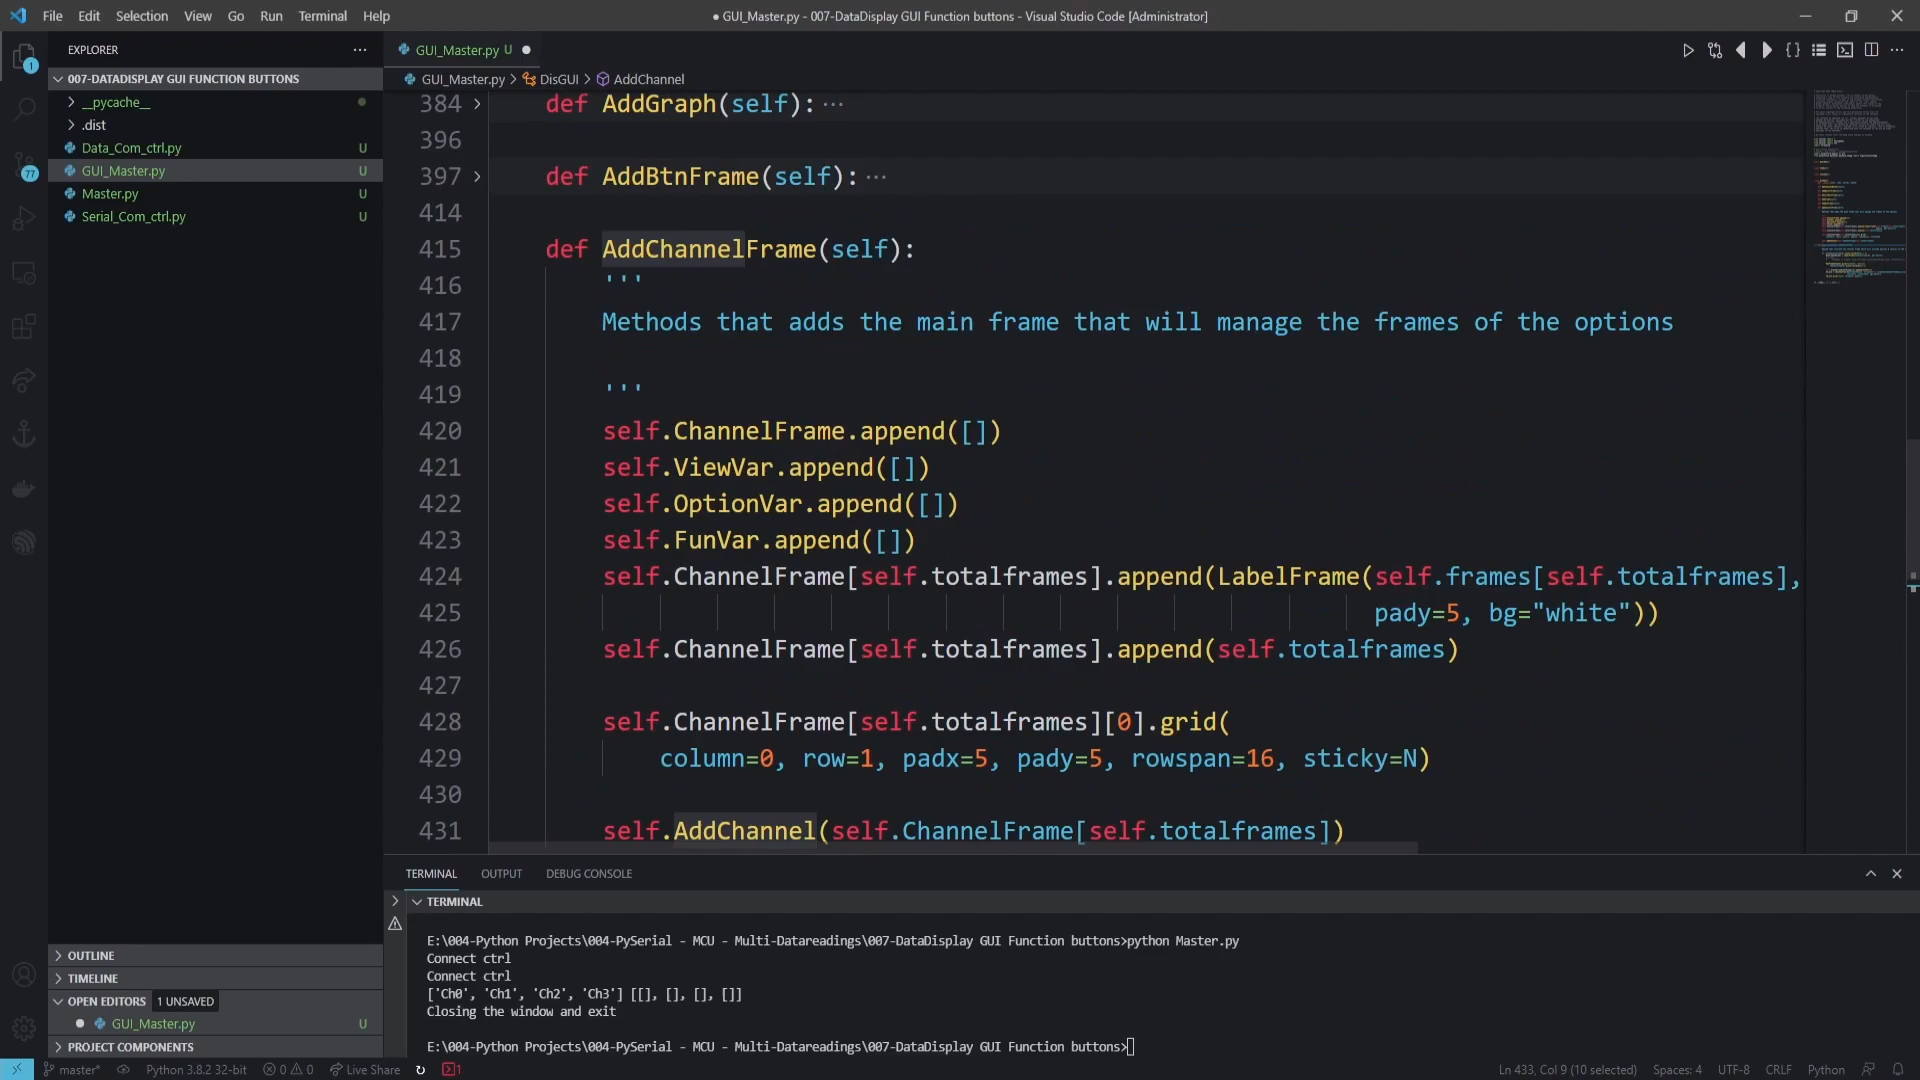 File Edit Selection View Go Run Terminal Help
● GUI_Master.py - 007-DataDisplay GUI Function buttons - Visual Studio Code [Administrator]
EXPLORER
007-DATADISPLAY GUI FUNCTION BUTTONS
__pycache__
.dist
Data_Com_ctrl.py U
GUI_Master.py U
Master.py U
Serial_Com_ctrl.py U
1
77
GUI_Master.py U
GUI_Master.py > DisGUI > AddChannel
384 def AddGraph(self):···
396
397 def AddBtnFrame(self):···
414
415 def AddChannelFrame(self):
416 '''
417 Methods that adds the main frame that will manage the frames of the options
418
419 '''
420 self.ChannelFrame.append([])
421 self.ViewVar.append([])
422 self.OptionVar.append([])
423 self.FunVar.append([])
424 self.ChannelFrame[self.totalframes].append(LabelFrame(self.frames[self.totalframes],
425 pady=5, bg="white"))
426 self.ChannelFrame[self.totalframes].append(self.totalframes)
427
428 self.ChannelFrame[self.totalframes][0].grid(
429 column=0, row=1, padx=5, pady=5, rowspan=16, sticky=N)
430
431 self.AddChannel(self.ChannelFrame[self.totalframes])
TERMINAL OUTPUT DEBUG CONSOLE
TERMINAL
E:\004-Python Projects\004-PySerial - MCU - Multi-Datareadings\007-DataDisplay GUI Function buttons>python Master.py
Connect ctrl
Connect ctrl
['Ch0', 'Ch1', 'Ch2', 'Ch3'] [[], [], [], []]
Closing the window and exit
E:\004-Python Projects\004-PySerial - MCU - Multi-Datareadings\007-DataDisplay GUI Function buttons>
OUTLINE
TIMELINE
OPEN EDITORS 1 UNSAVED
GUI_Master.py U
PROJECT COMPONENTS
master* Python 3.8.2 32-bit 0 0 Live Share 1
Ln 433, Col 9 (10 selected) Spaces: 4 UTF-8 CRLF Python